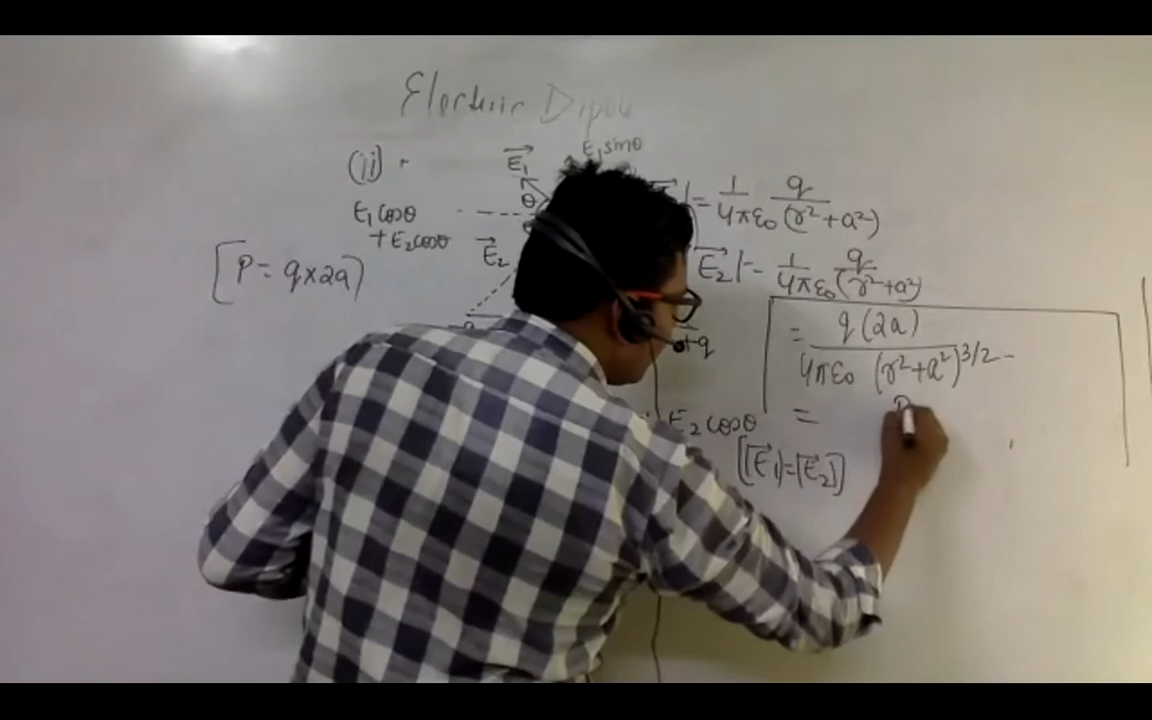 Electric Dipole
(ii)
E₁ sinθ
E₁
θ
E₁ cosθ
+ E₂ cosθ
E₂
[P = q×2a]
| = 1/4πε₀ q/(r²+a²)
|E₂| = 1/4πε₀ q/(r²+a²)
+q
= q(2a)/4πε₀ (r²+a²)^3/2
= P
E₂ cosθ
[|E₁| = |E₂|]